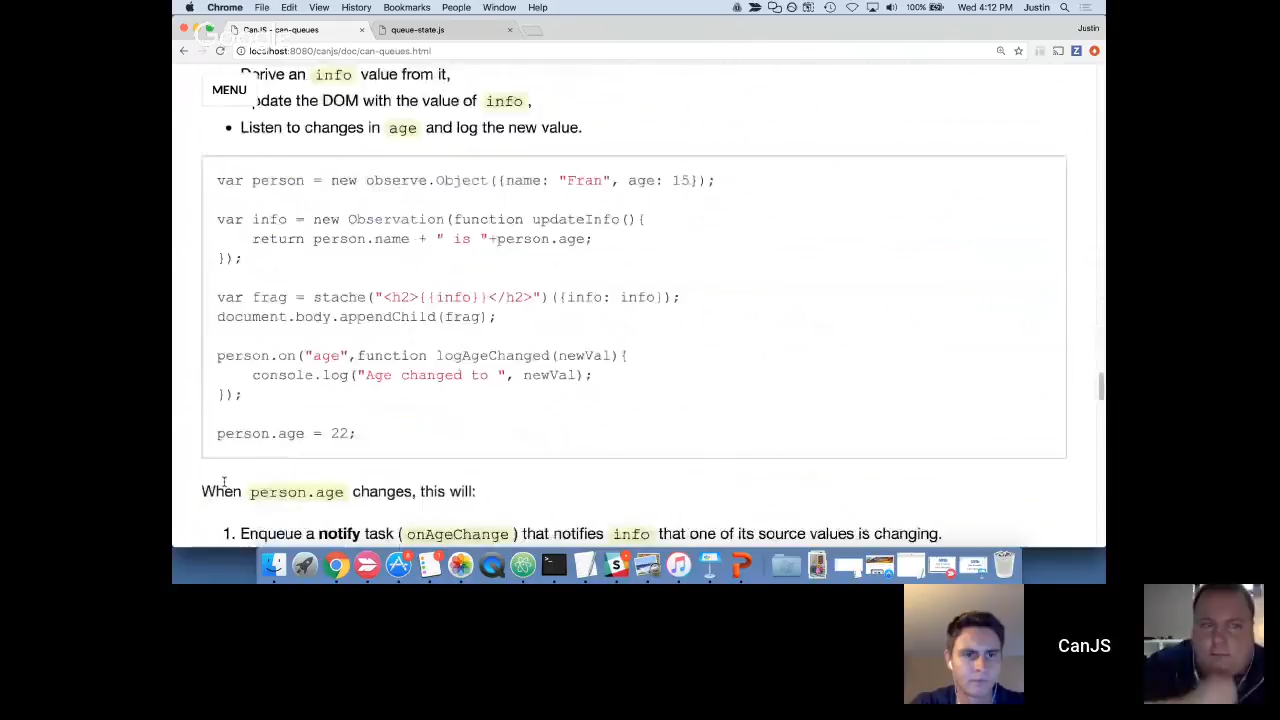 Chrome File Edit View History Bookmarks People Window Help 100% Wed 4:12 PM Justin
CanJS - can-queues
queue-state.js
Justin
localhost:8080/canjs/doc/can-queues.html
MENU
Derive an info value from it,
pdate the DOM with the value of info,
• Listen to changes in age and log the new value.
var person = new observe.Object({name: "Fran", age: 15});
var info = new Observation(function updateInfo(){
return person.name + " is "+person.age;
});
var frag = stache("<h2>{{info}}</h2>")({info: info});
document.body.appendChild(frag);
person.on("age",function logAgeChanged(newVal){
console.log("Age changed to ", newVal);
});
person.age = 22;
When person.age changes, this will:
1. Enqueue a notify task (onAgeChange) that notifies info that one of its source values is changing.
CanJS